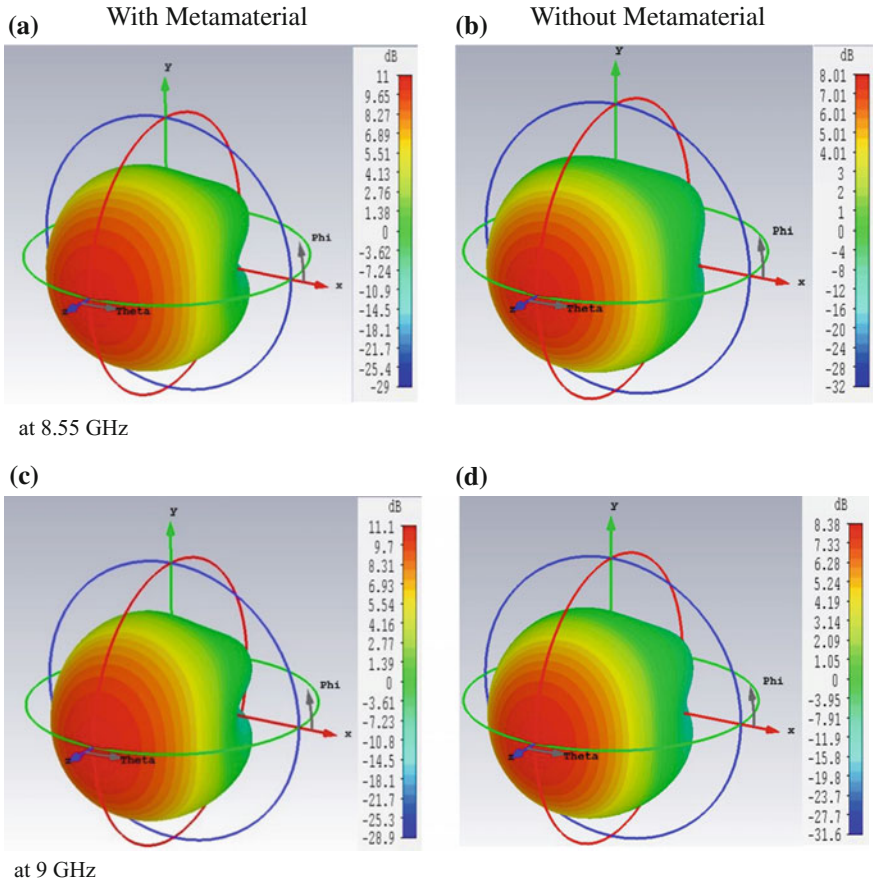 (a) With Metamaterial
(b) Without Metamaterial
y
x
z
Phi
Theta
dB
11
9.65
8.27
6.89
5.51
4.13
2.76
1.38
0
-3.62
-7.24
-10.9
-14.5
-18.1
-21.7
-25.4
-29
y
x
z
Phi
Theta
dB
8.01
7.01
6.01
5.01
4.01
3
2
1
0
-4
-8
-12
-16
-20
-24
-28
-32
at 8.55 GHz
(c)
(d)
y
x
z
Phi
Theta
dB
11.1
9.7
8.31
6.93
5.54
4.16
2.77
1.39
0
-3.61
-7.23
-10.8
-14.5
-18.1
-21.7
-25.3
-28.9
y
x
z
Phi
Theta
dB
8.38
7.33
6.28
5.24
4.19
3.14
2.09
1.05
0
-3.95
-7.91
-11.9
-15.8
-19.8
-23.7
-27.7
-31.6
at 9 GHz